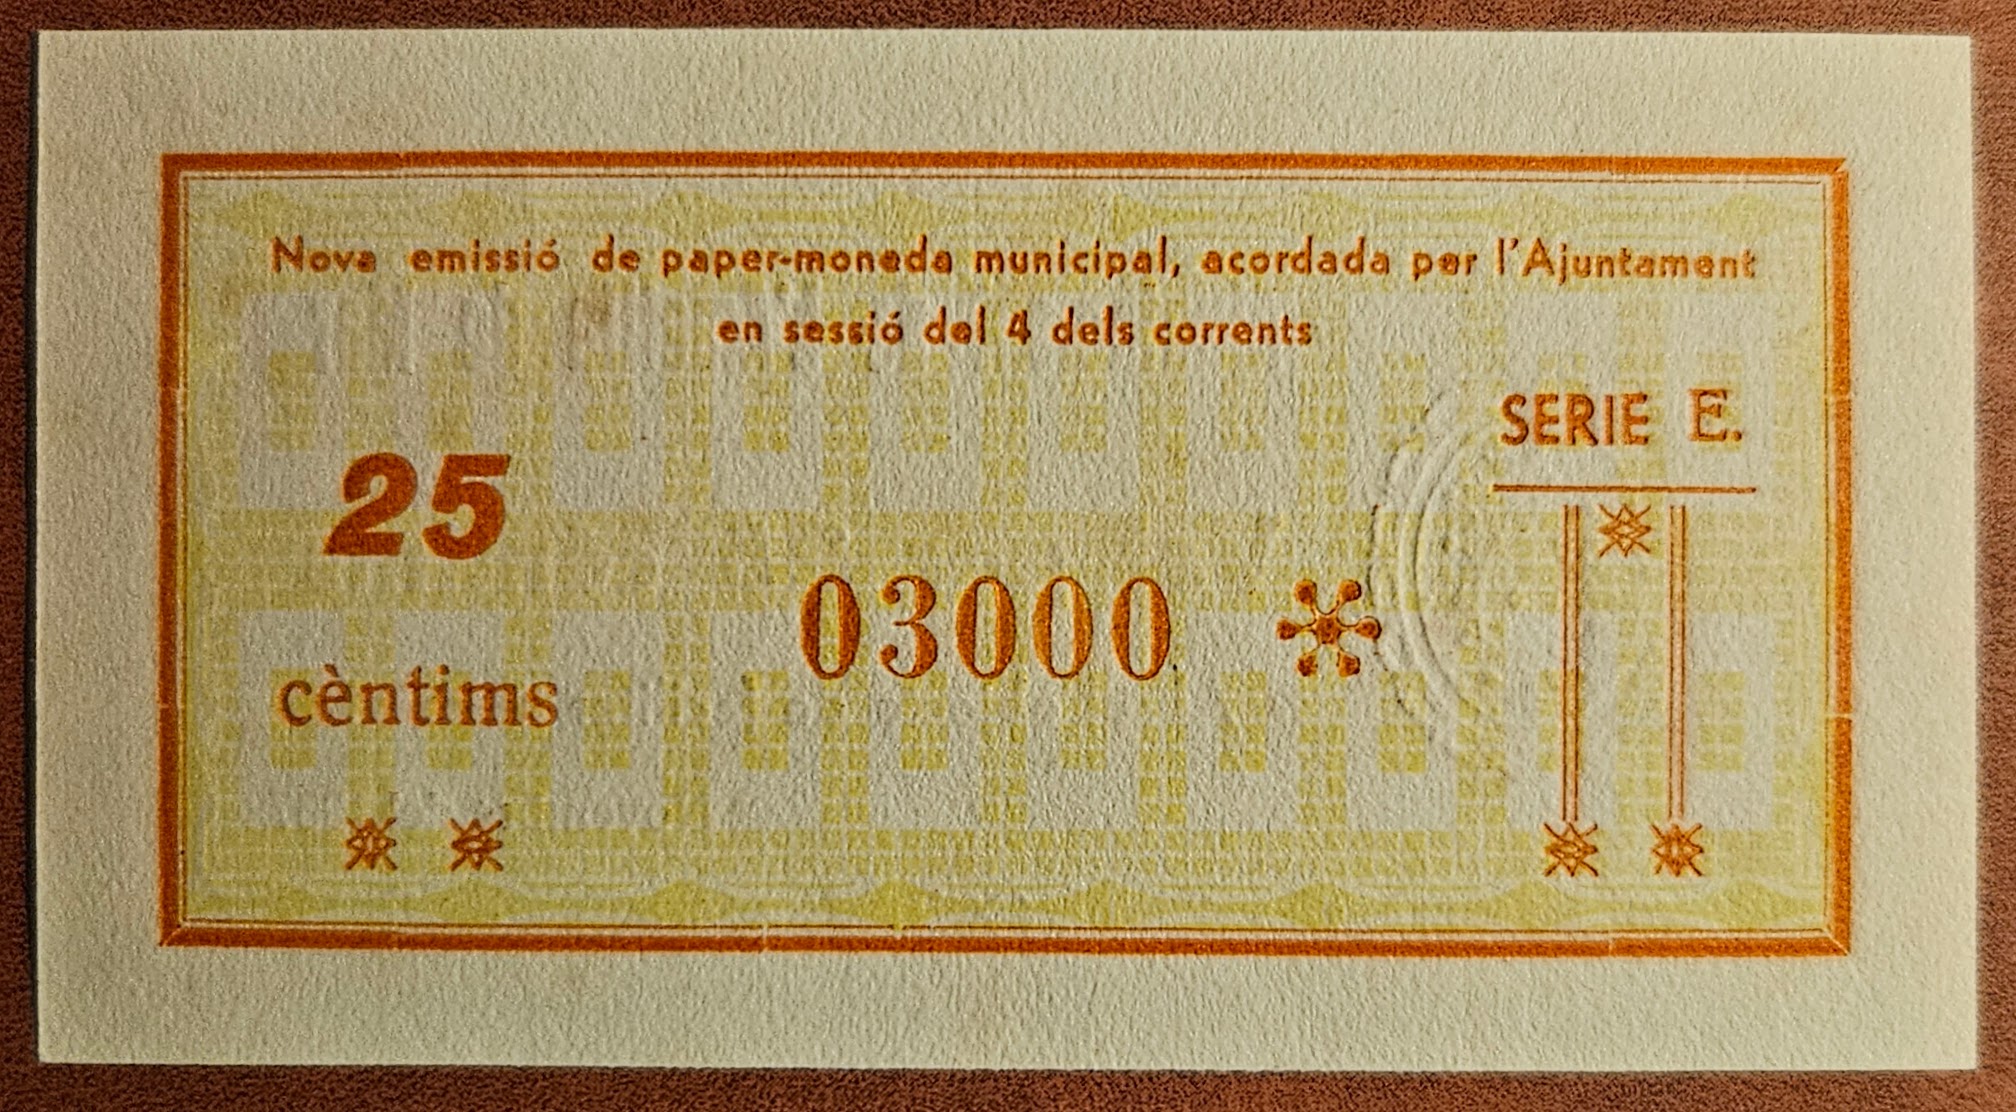 Nova emissió de paper-moneda municipal, acordada per l'Ajuntament
en sessió del 4 dels corrents
SERIE E.
25
03000
cèntims